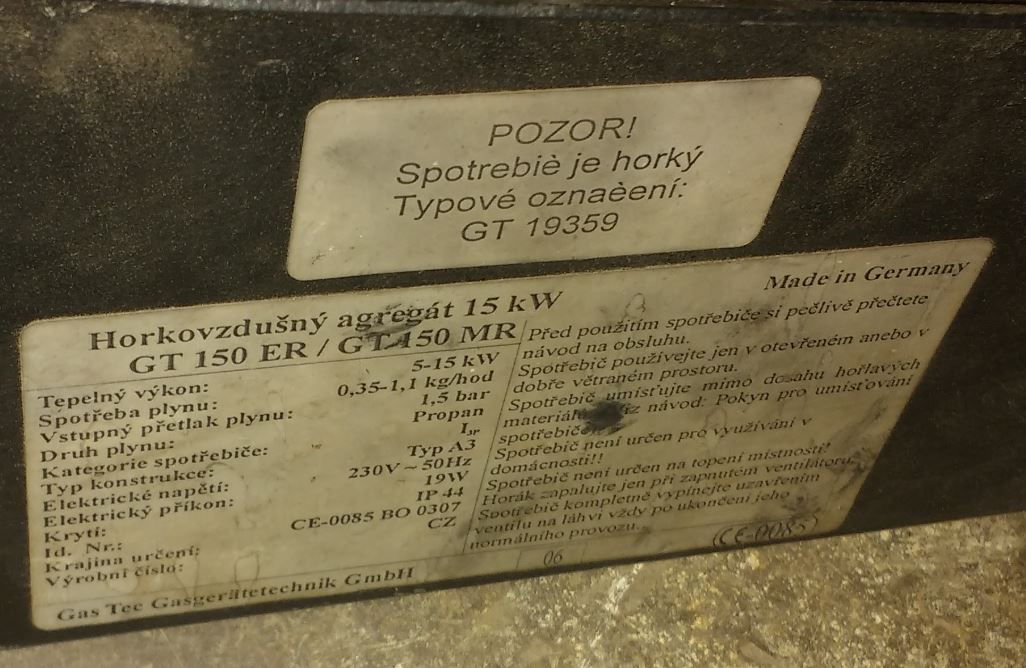 POZOR!
Spotrebiè je horký
Typové oznaèení:
GT 19359
Horkovzdušný agregát 15 kW
GT 150 ER / GT 150 MR
Made in Germany
Tepelný výkon: 5-15 kW
Spotřeba plynu: 0,35-1,1 kg/hod
Vstupný přetlak plynu: 1,5 bar
Druh plynu: Propan
Kategorie spotřebiče: I3P
Typ konstrukce: Typ A3
Elektrické napětí: 230V~50Hz
Elektrický příkon: 19W
Krytí: IP 44
Id. Nr.: CE-0085 BO 0307
Krajina určení: CZ
Výrobní číslo:
Před použitím spotřebiče si pečlivě přečtete
návod na obsluhu.
Spotřebič používejte jen v otevřeném anebo v
dobře větraném prostoru.
Spotřebič umísťujte mimo dosahu hořlavých
návod: Pokyn pro umísťování
Spotřebič není určen pro využívání v
domácnosti!!
Spotřebič není určen na topení místností!
Horák zapalujte jen při zapnutém ventilátoru.
Spotřebič kompletně vypínejte uzavřením
ventilu na láhvi vždy po ukončení jeho
normálního provozu.
Gas Tec Gasgerätetechnik GmbH
06
CE-0085